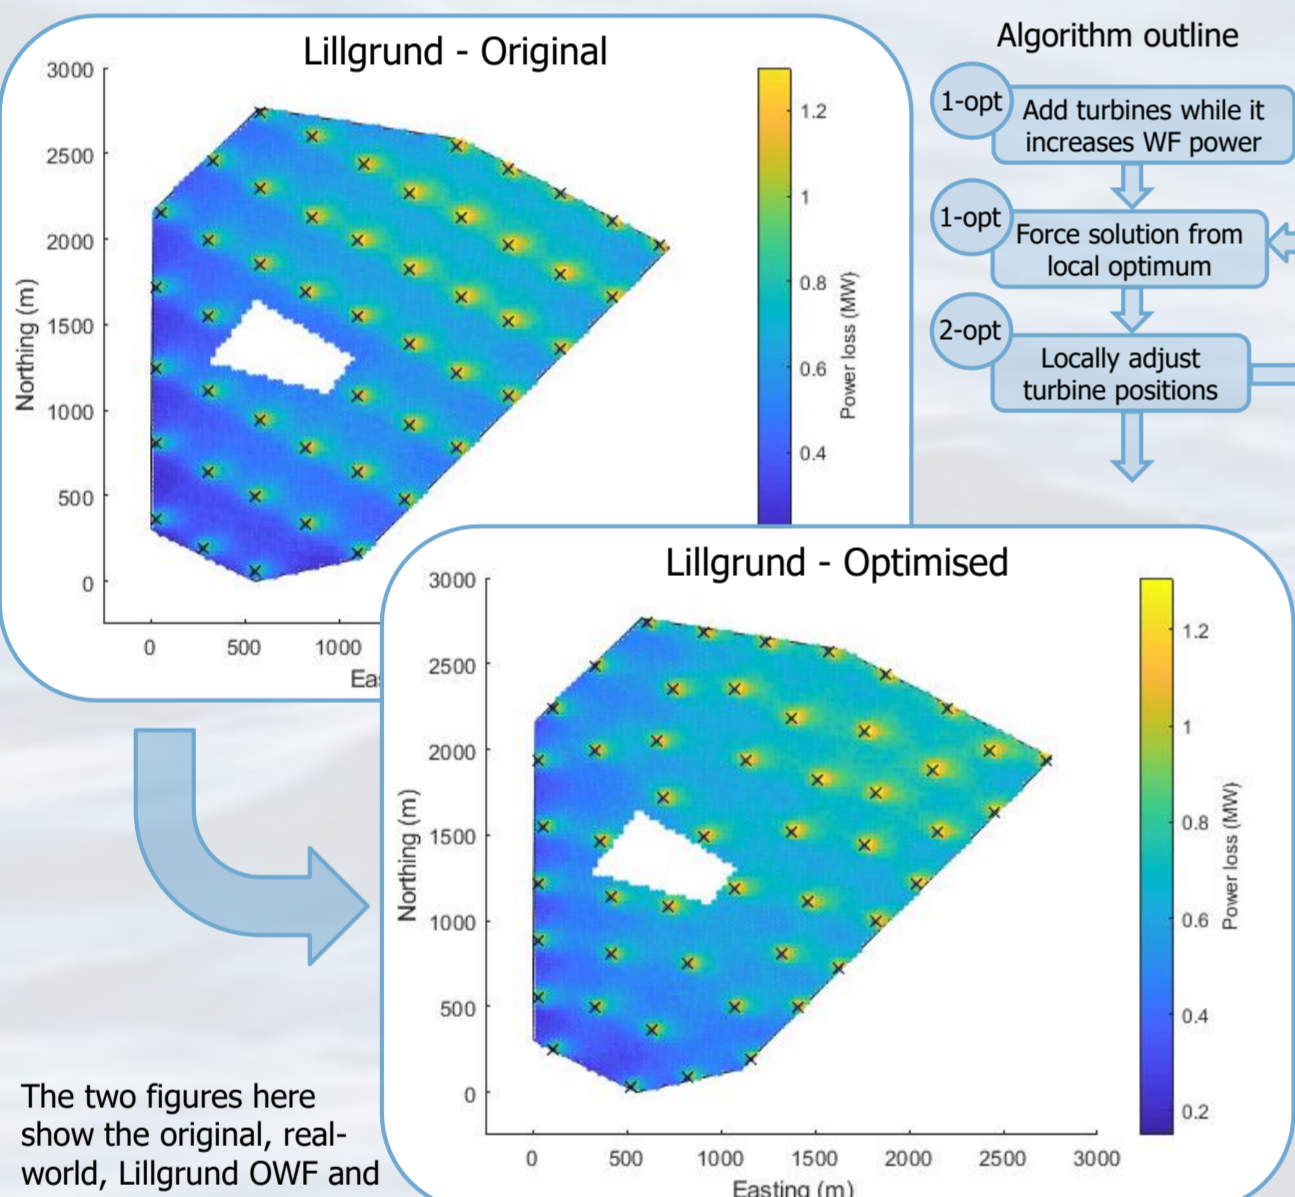 Lillgrund - Original
3000
2500
2000
1500
1000
500
0
Northing (m)
0
500
1000
1.2
1
0.8
0.6
0.4
Power loss (MW)
Algorithm outline
1-opt
Add turbines while it
increases WF power
1-opt
Force solution from
local optimum
2-opt
Locally adjust
turbine positions
Lillgrund - Optimised
3000
2500
2000
1500
1000
500
0
Northing (m)
0
500
1000
1500
2000
2500
3000
Easting (m)
1.2
1
0.8
0.6
0.4
0.2
Power loss (MW)
The two figures here
show the original, real-
world, Lillgrund OWF and